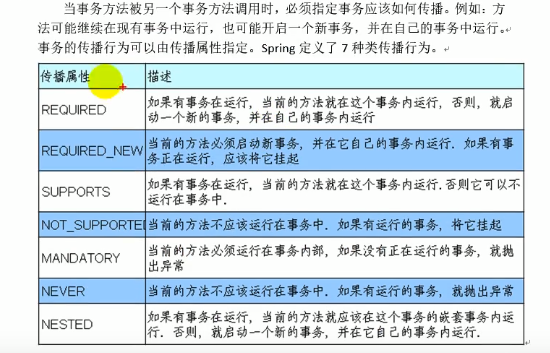 当事务方法被另一个事务方法调用时，必须指定事务应该如何传播。例如：方
法可能继续在现有事务中运行，也可能开启一个新事务，并在自己的事务中运行。
事务的传播行为可以由传播属性指定。Spring 定义了 7 种类传播行为。
传播属性 描述
REQUIRED 如果有事务在运行，当前的方法就在这个事务内运行，否则，就启
动一个新的事务，并在自己的事务内运行
REQUIRED_NEW 当前的方法必须启动新事务，并在它自己的事务内运行．如果有事
务正在运行，应该将它挂起
SUPPORTS 如果有事务在运行，当前的方法就在这个事务内运行．否则它可以不
运行在事务中．
NOT_SUPPORTED 当前的方法不应该运行在事务中．如果有运行的事务，将它挂起
MANDATORY 当前的方法必须运行在事务内部，如果没有正在运行的事务，就抛
出异常
NEVER 当前的方法不应该运行在事务中．如果有运行的事务，就抛出异常
NESTED 如果有事务在运行，当前的方法就应该在这个事务的嵌套事务内运
行．否则，就启动一个新的事务，并在它自己的事务内运行．